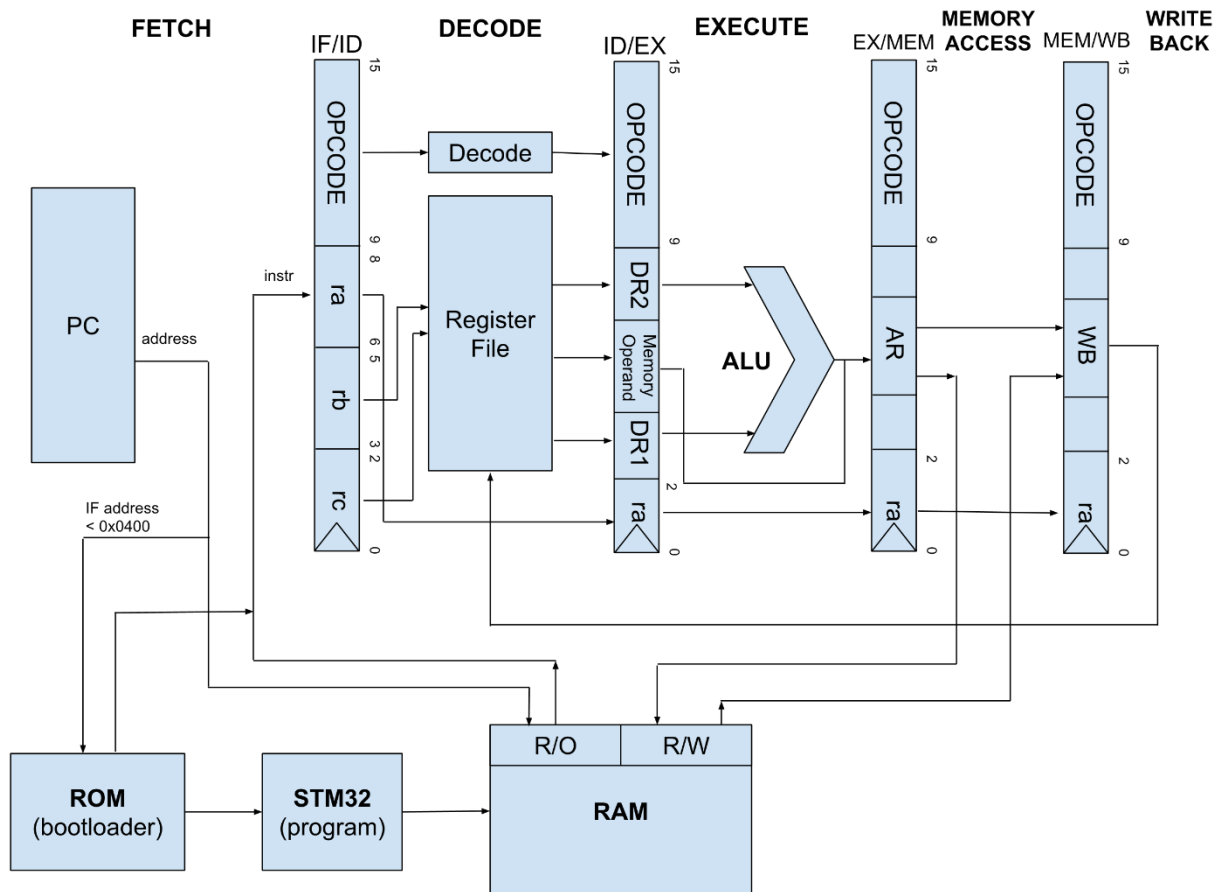 FETCH
DECODE
EXECUTE
MEMORY
ACCESS
WRITE
BACK
IF/ID
ID/EX
EX/MEM
MEM/WB
15
OPCODE
9
8
ra
6
5
rb
3
2
rc
0
Decode
Register
File
15
OPCODE
9
DR2
Memory
Operand
DR1
2
ra
0
ALU
15
OPCODE
9
AR
2
ra
0
15
OPCODE
9
WB
2
ra
0
PC
address
instr
IF address
< 0x0400
ROM
(bootloader)
STM32
(program)
R/O
R/W
RAM